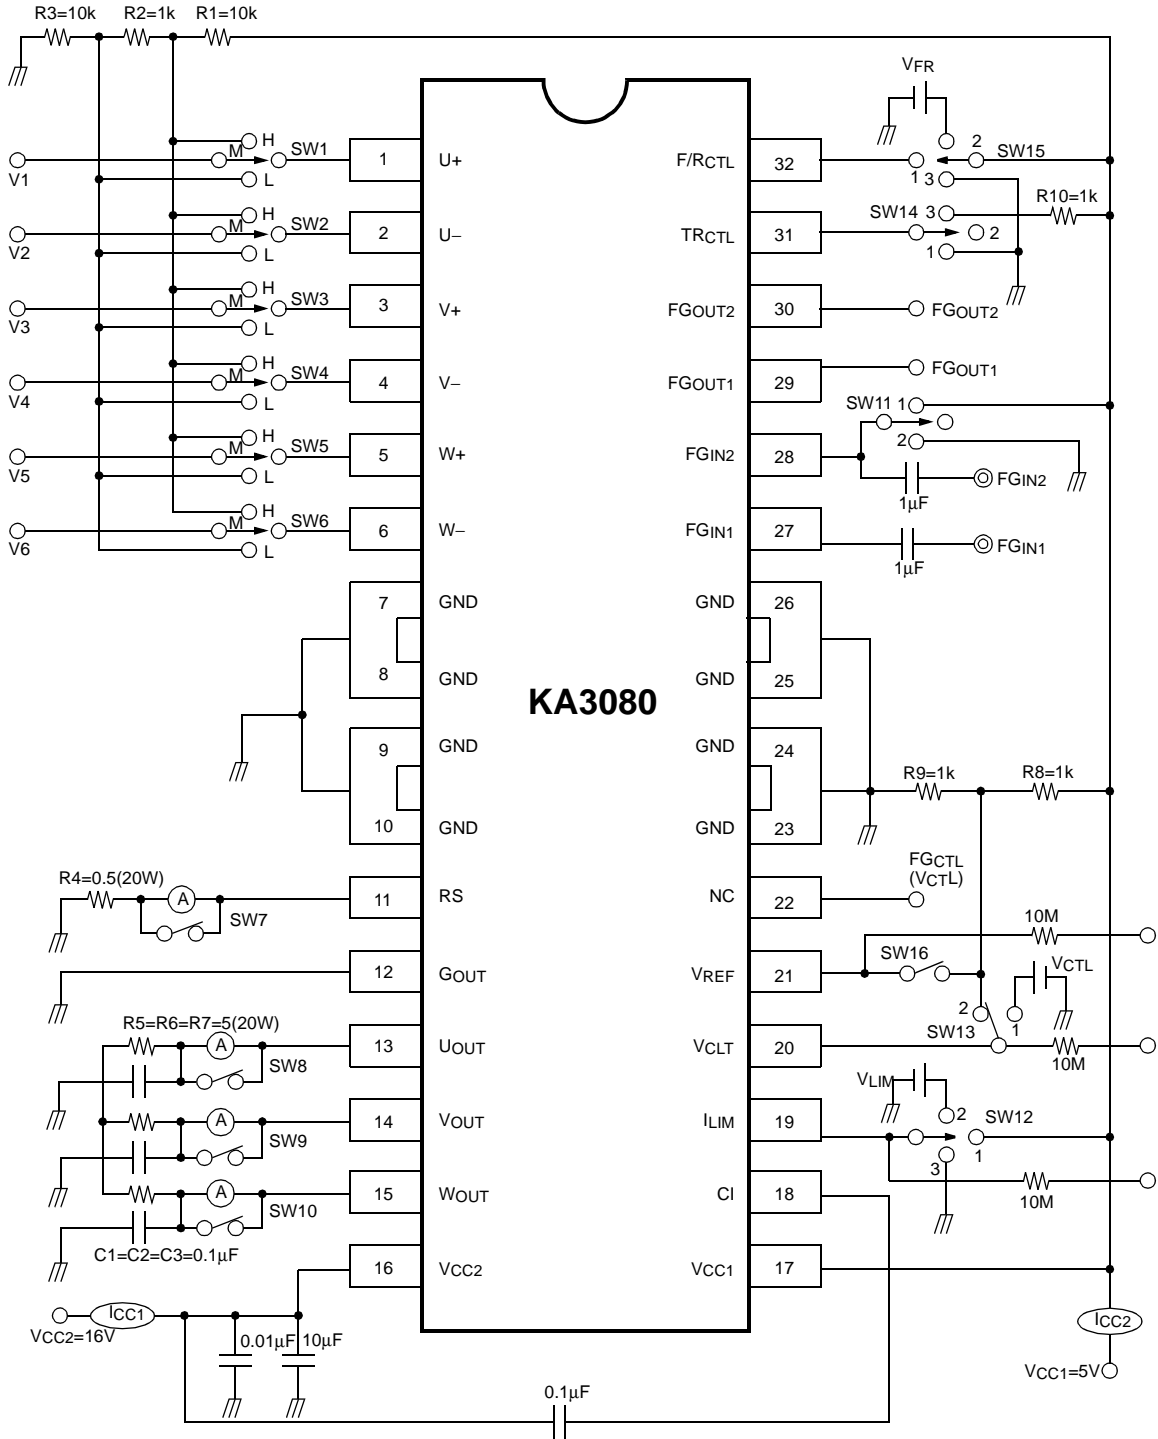 R3=10k R2=1k R1=10k
VFR
H
M
SW1
L
V1
1
U+
F/RCTL
32
1
2
3
SW15
R10=1k
H
M
SW2
L
V2
2
U−
TRCTL
31
SW14
3
2
1
H
M
SW3
L
V3
3
V+
FGOUT2
30
FGOUT2
H
M
SW4
L
V4
4
V−
FGOUT1
29
FGOUT1
H
M
SW5
L
V5
5
W+
FGIN2
28
SW11
1
2
1µF
FGIN2
H
M
SW6
L
V6
6
W−
FGIN1
27
1µF
FGIN1
7
GND
GND
26
8
GND
GND
25
KA3080
9
GND
GND
24
10
GND
GND
23
R9=1k
R8=1k
R4=0.5(20W)
A
SW7
11
RS
NC
22
FGCTL
(VCTL)
12
GOUT
VREF
21
SW16
10M
VCTL
R5=R6=R7=5(20W)
A
SW8
13
UOUT
VCLT
20
2
1
SW13
10M
A
SW9
14
VOUT
ILIM
19
VLIM
2
SW12
1
3
10M
A
SW10
15
WOUT
CI
18
C1=C2=C3=0.1µF
16
VCC2
VCC1
17
ICC1
VCC2=16V
0.01µF
10µF
ICC2
VCC1=5V
0.1µF